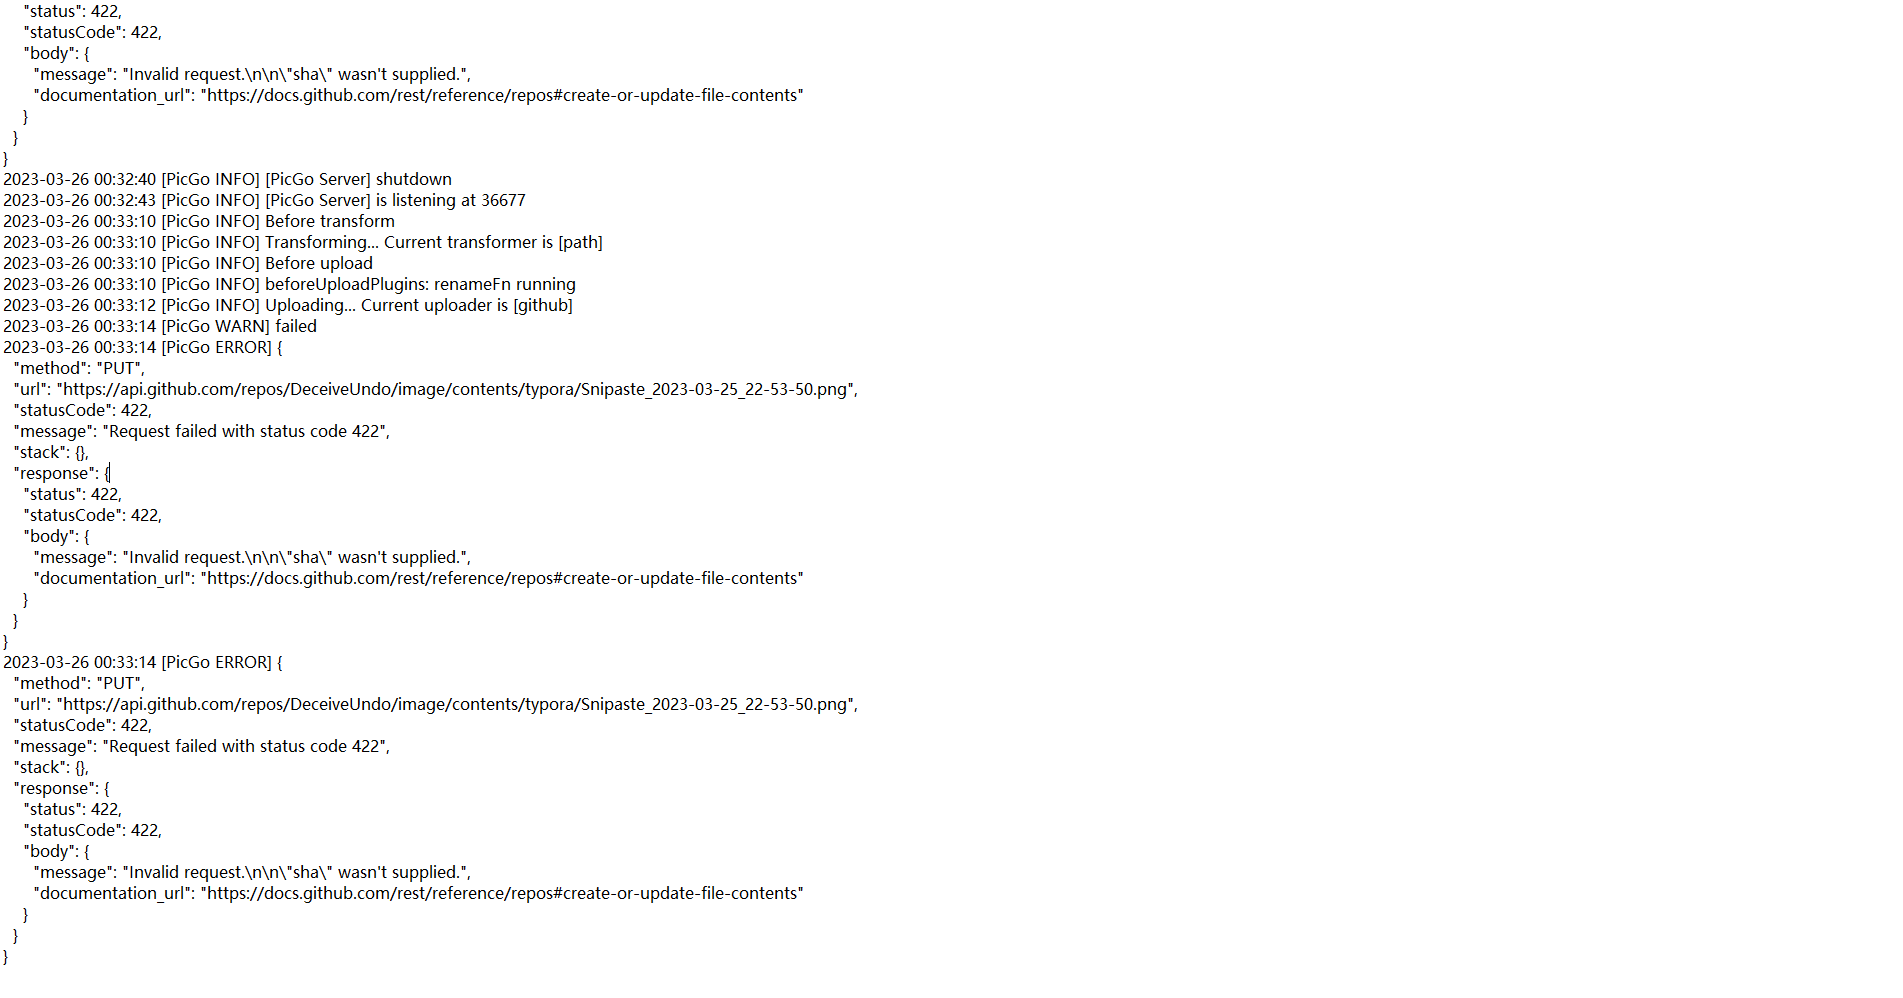 "status": 422,
"statusCode": 422,
"body": {
"message": "Invalid request.\n\n\"sha\" wasn't supplied.",
"documentation_url": "https://docs.github.com/rest/reference/repos#create-or-update-file-contents"
}
}
}
2023-03-26 00:32:40 [PicGo INFO] [PicGo Server] shutdown
2023-03-26 00:32:43 [PicGo INFO] [PicGo Server] is listening at 36677
2023-03-26 00:33:10 [PicGo INFO] Before transform
2023-03-26 00:33:10 [PicGo INFO] Transforming... Current transformer is [path]
2023-03-26 00:33:10 [PicGo INFO] Before upload
2023-03-26 00:33:10 [PicGo INFO] beforeUploadPlugins: renameFn running
2023-03-26 00:33:12 [PicGo INFO] Uploading... Current uploader is [github]
2023-03-26 00:33:14 [PicGo WARN] failed
2023-03-26 00:33:14 [PicGo ERROR] {
"method": "PUT",
"url": "https://api.github.com/repos/DeceiveUndo/image/contents/typora/Snipaste_2023-03-25_22-53-50.png",
"statusCode": 422,
"message": "Request failed with status code 422",
"stack": {},
"response": {
"status": 422,
"statusCode": 422,
"body": {
"message": "Invalid request.\n\n\"sha\" wasn't supplied.",
"documentation_url": "https://docs.github.com/rest/reference/repos#create-or-update-file-contents"
}
}
}
2023-03-26 00:33:14 [PicGo ERROR] {
"method": "PUT",
"url": "https://api.github.com/repos/DeceiveUndo/image/contents/typora/Snipaste_2023-03-25_22-53-50.png",
"statusCode": 422,
"message": "Request failed with status code 422",
"stack": {},
"response": {
"status": 422,
"statusCode": 422,
"body": {
"message": "Invalid request.\n\n\"sha\" wasn't supplied.",
"documentation_url": "https://docs.github.com/rest/reference/repos#create-or-update-file-contents"
}
}
}